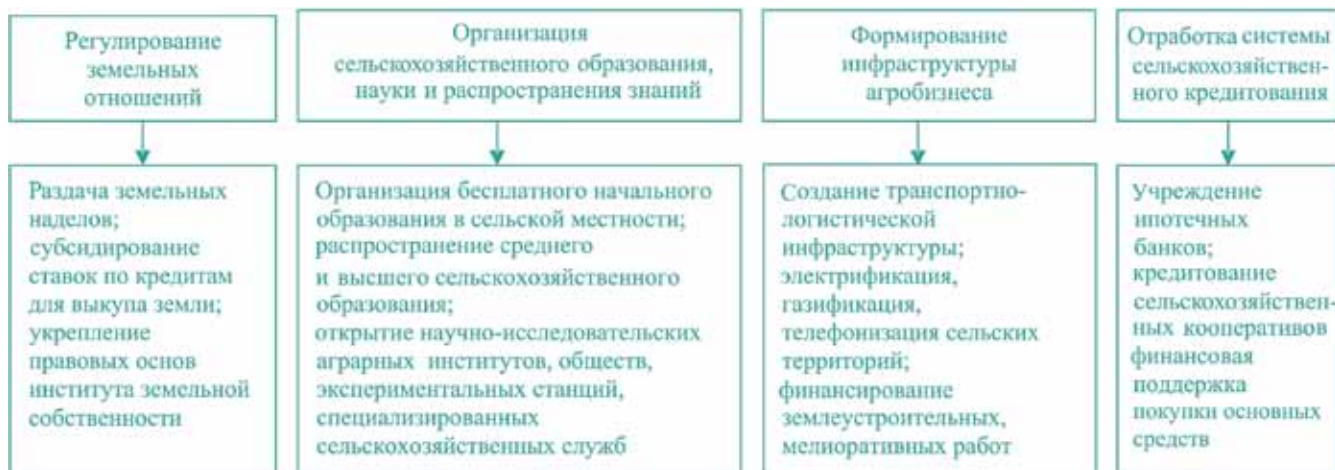 Регулирование
земельных
отношений
Организация
сельскохозяйственного образования,
науки и распространения знаний
Формирование
инфраструктуры
агробизнеса
Отработка системы
сельскохозяйствен-
ного кредитования
Раздача земельных
наделов;
субсидирование
ставок по кредитам
для выкупа земли;
укрепление
правовых основ
института земельной
собственности
Организация бесплатного начального
образования в сельской местности;
распространение среднего
и высшего сельскохозяйственного
образования;
открытие научно-исследовательских
аграрных институтов, обществ,
экспериментальных станций,
специализированных
сельскохозяйственных служб
Создание транспортно-
логистической
инфраструктуры;
электрификация,
газификация,
телефонизация сельских
территорий;
финансирование
землеустроительных,
мелиоративных работ
Учреждение
ипотечных
банков;
кредитование
сельскохозяйствен-
ных кооперативов
финансовая
поддержка
покупки основных
средств